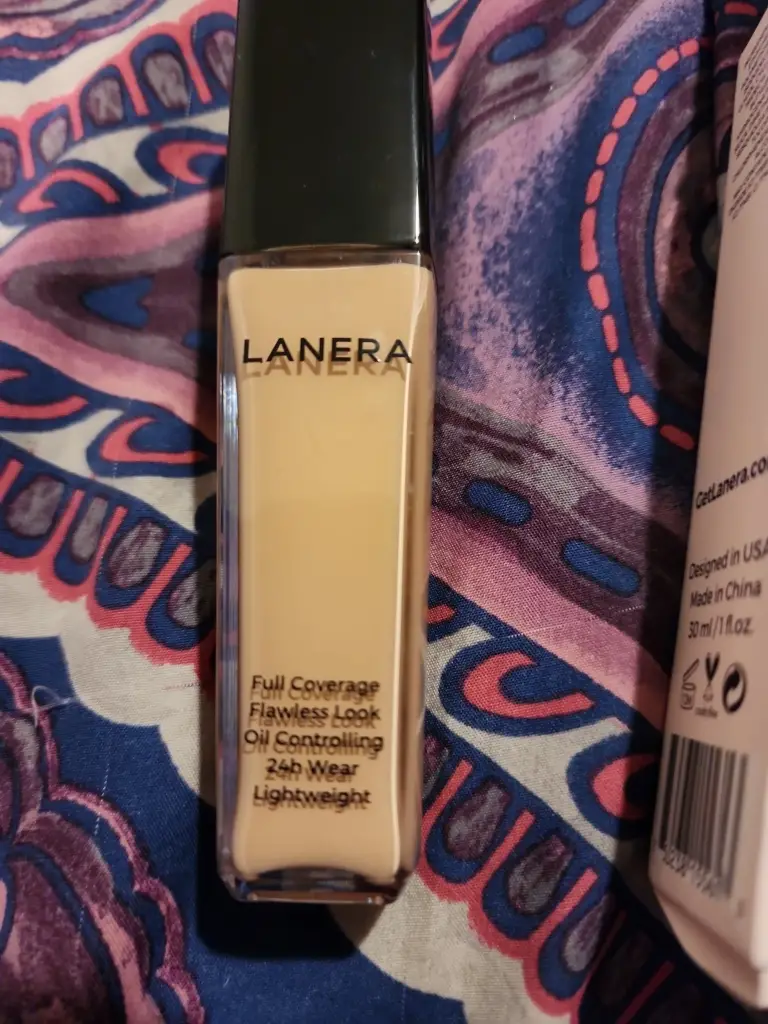 LANERA
Full Coverage
Flawless Look
Oil Controlling
24h Wear
Lightweight
GetLanera.co
Designed in USA
Made in China
30 ml/1 fl.oz.